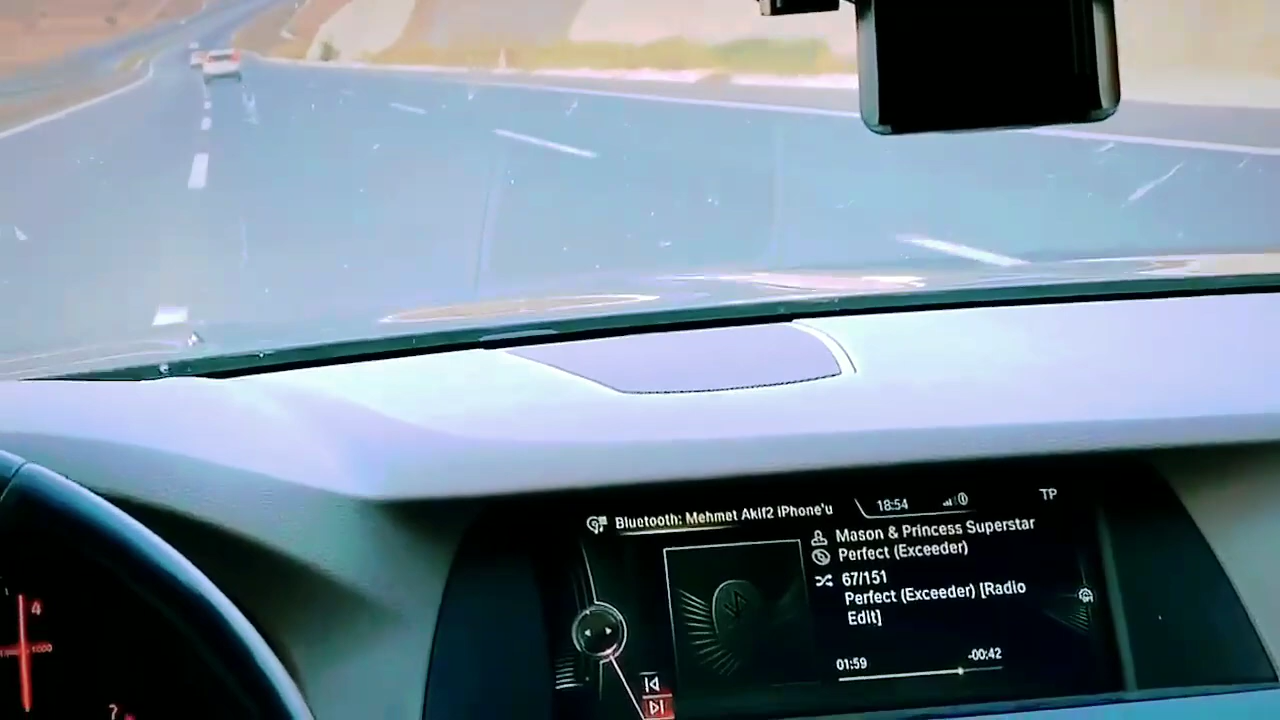 Bluetooth: Mehmet Akif2 iPhone'u
18:54
TP
Mason & Princess Superstar
Perfect (Exceeder)
67/151
Perfect (Exceeder) [Radio
Edit]
01:59
-00:42
4